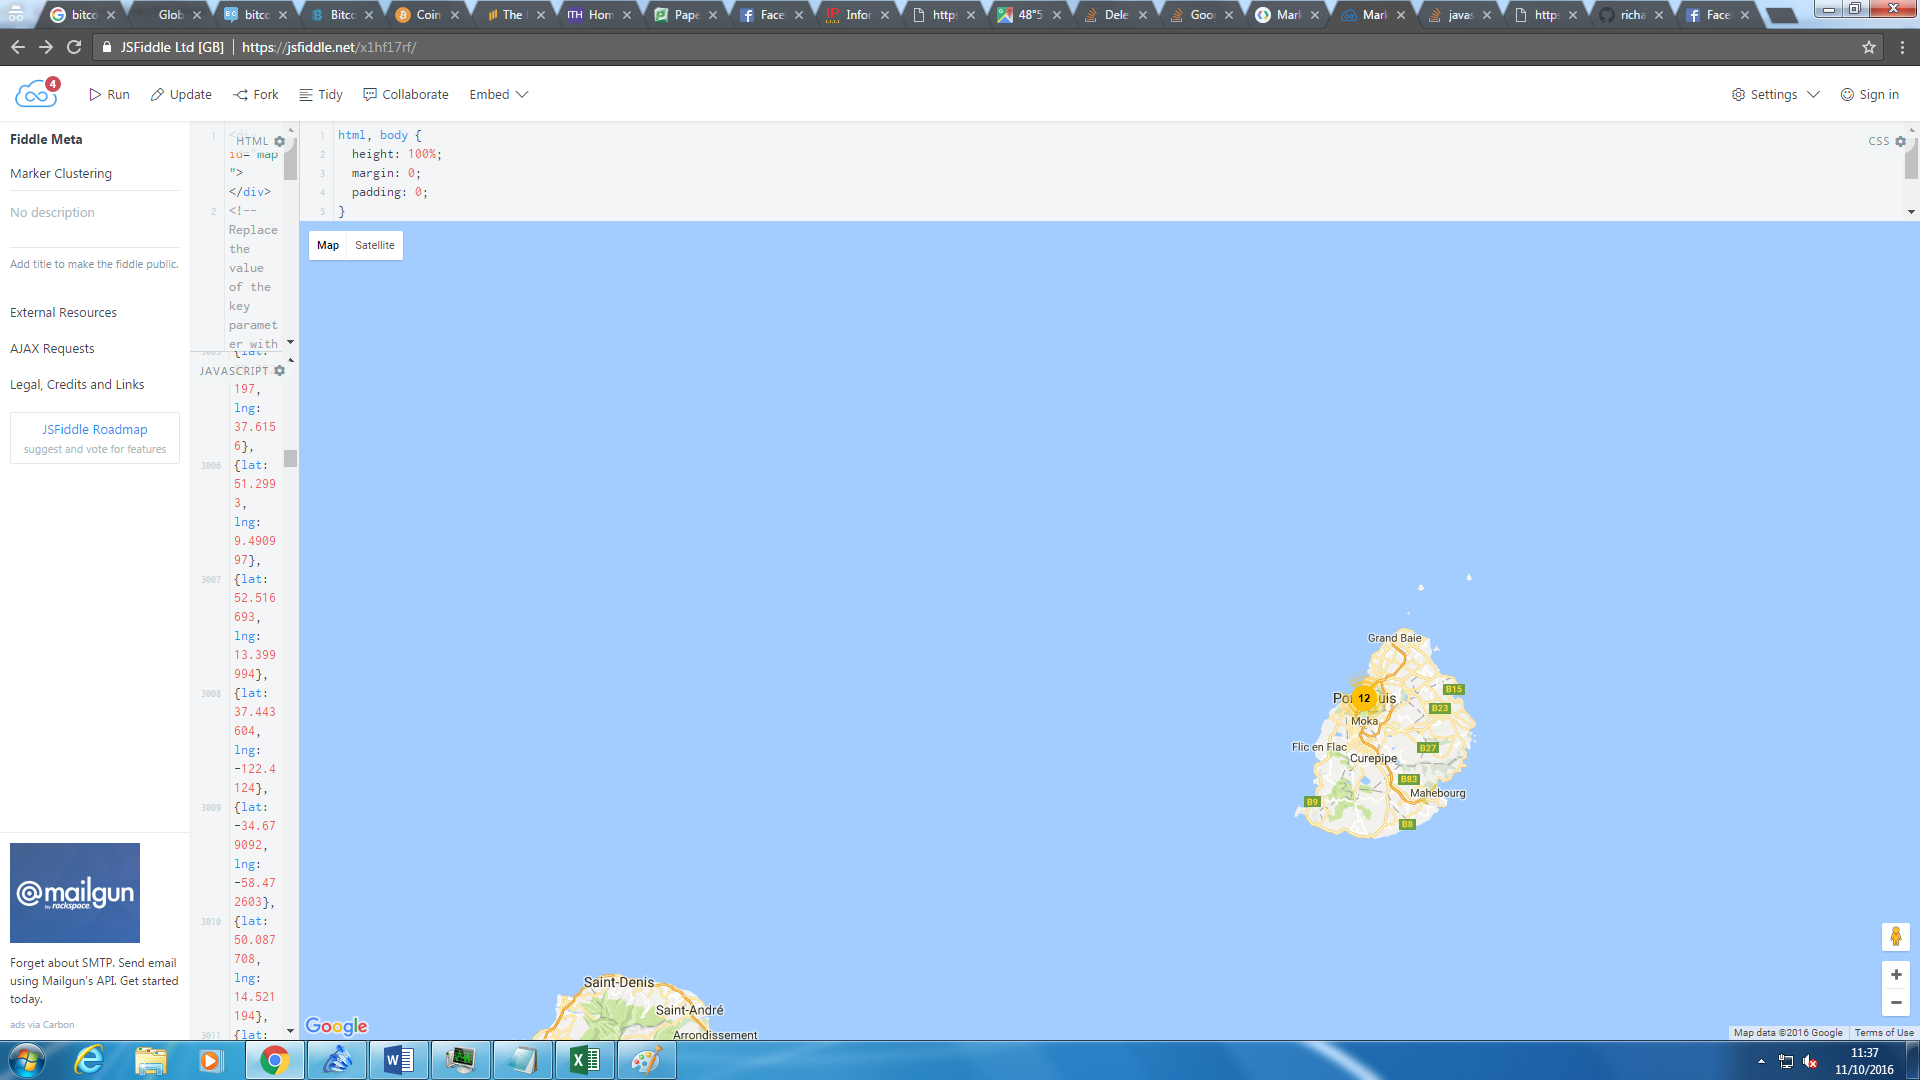 bitco
Glob
bitcc
Bitco
Coin
The
ITH Hom
Pape
Face
IP Infor
https
48°5
Dele
Goo
Mark
Mark
javas
https
richa
Face
JSFiddle Ltd [GB] https://jsfiddle.net/x1hf17rf/
4
Run
Update
Fork
Tidy
Collaborate
Embed
Settings
Sign in
Fiddle Meta
Marker Clustering
No description
Add title to make the fiddle public.
External Resources
AJAX Requests
Legal, Credits and Links
JSFiddle Roadmap
suggest and vote for features
@mailgun
by rackspace.
Forget about SMTP. Send email
using Mailgun's API. Get started
today.
ads via Carbon
HTML
1 <div
id="map
">
</div>
2 <!--
Replace
the
value
of the
key
paramet
er with
JAVASCRIPT
3005 {lat:
197,
lng:
37.615
6},
3006 {lat:
51.299
3,
lng:
9.4909
97},
3007 {lat:
52.516
693,
lng:
13.399
994},
3008 {lat:
37.443
604,
lng:
-122.4
124},
3009 {lat:
-34.67
9092,
lng:
-58.47
2603},
3010 {lat:
50.087
708,
lng:
14.521
194},
3011 {lat:
CSS
1 html, body {
2 height: 100%;
3 margin: 0;
4 padding: 0;
5 }
Map
Satellite
Grand Baie
B15
12
B23
Moka
Flic en Flac
B27
Curepipe
B83
Mahebourg
B9
B8
Saint-Denis
Saint-André
Arrondissement
Google
Map data ©2016 Google
Terms of Use
11:37
11/10/2016